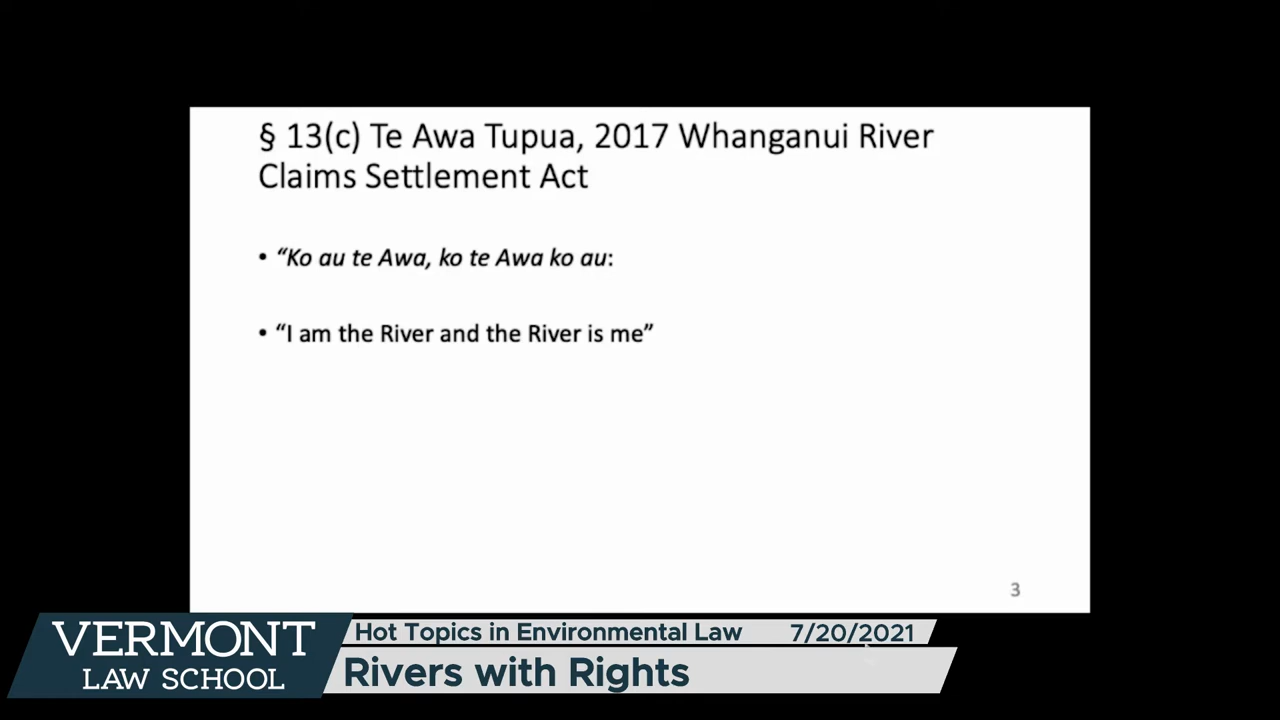 § 13(c) Te Awa Tupua, 2017 Whanganui River
Claims Settlement Act
• “Ko au te Awa, ko te Awa ko au:
• “I am the River and the River is me”
3
VERMONT
LAW SCHOOL
Hot Topics in Environmental Law 7/20/2021
Rivers with Rights